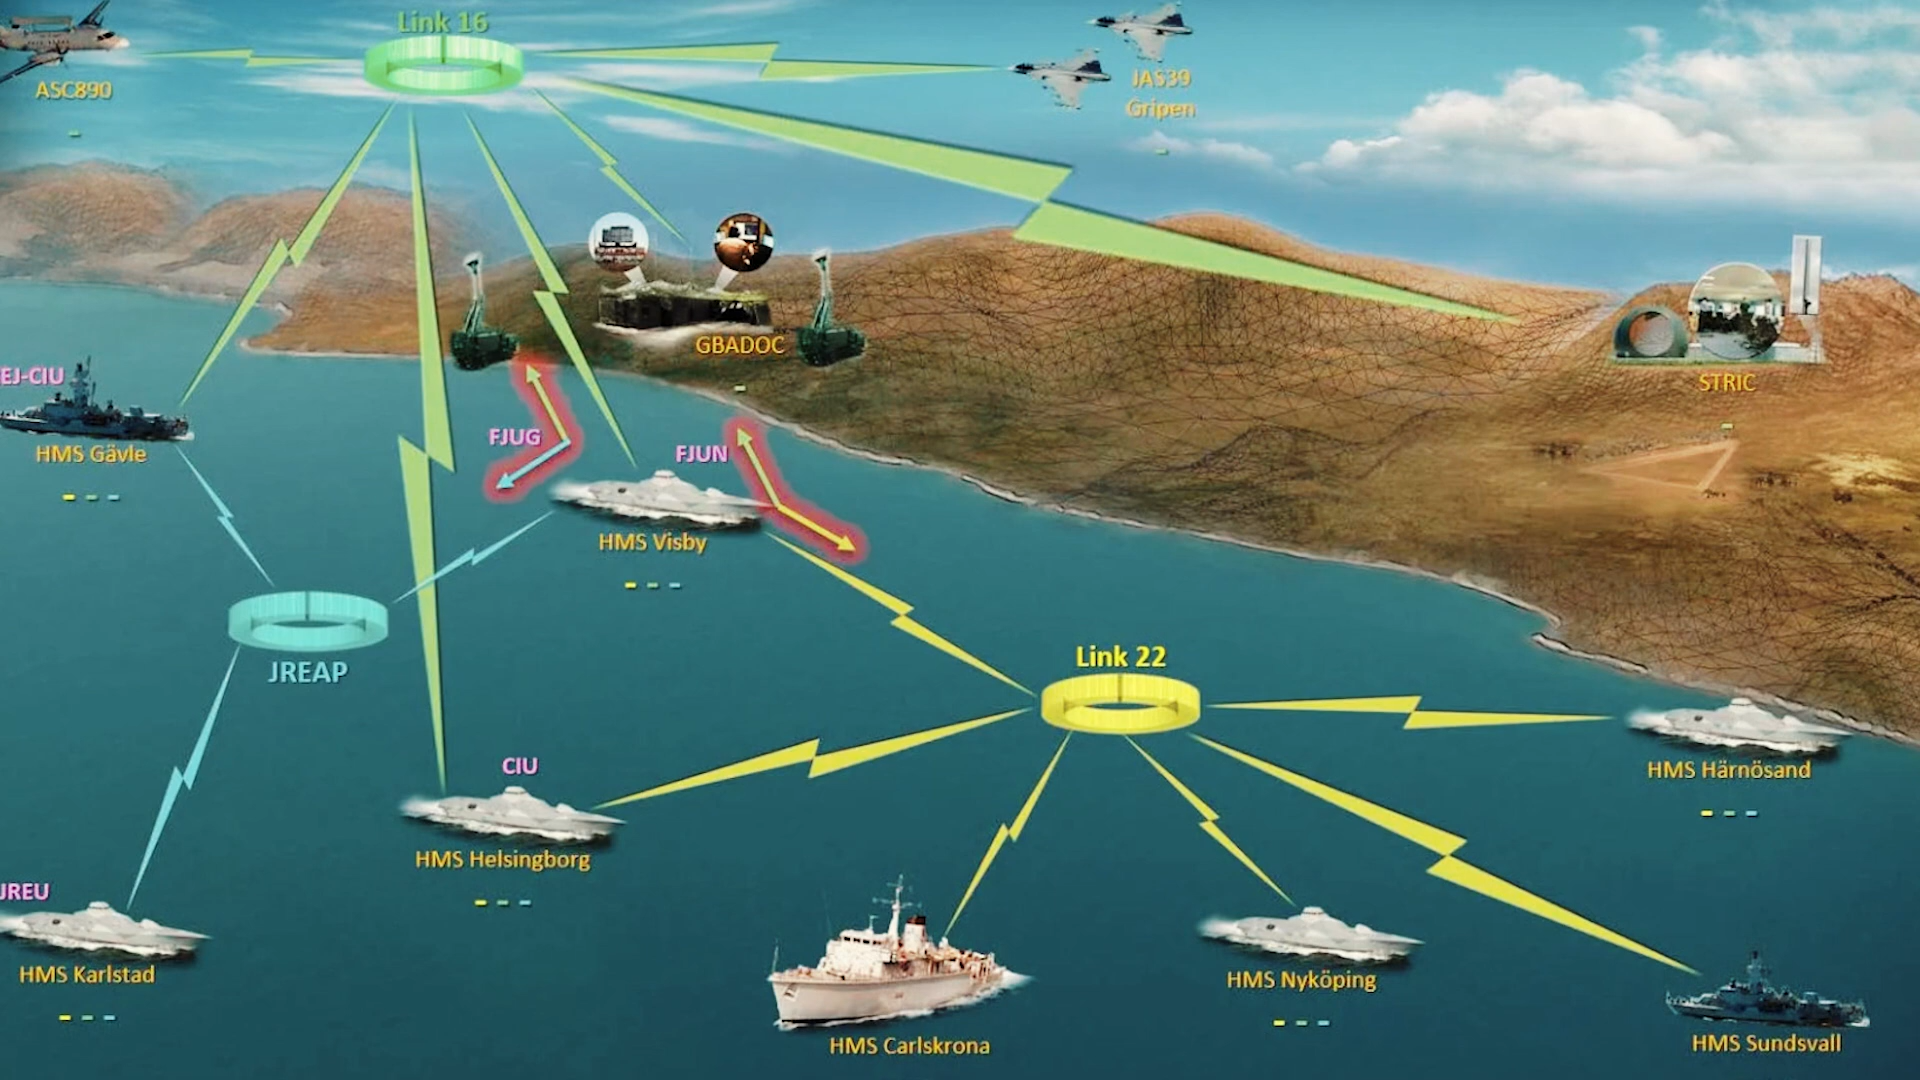 Link 16
ASC890
JAS39
Gripen
GBADOC
STRIC
EJ-CIU
HMS Gävle
FJUG
FJUN
HMS Visby
JREAP
Link 22
CIU
HMS Helsingborg
HMS Härnösand
JREU
HMS Karlstad
HMS Carlskrona
HMS Nyköping
HMS Sundsvall